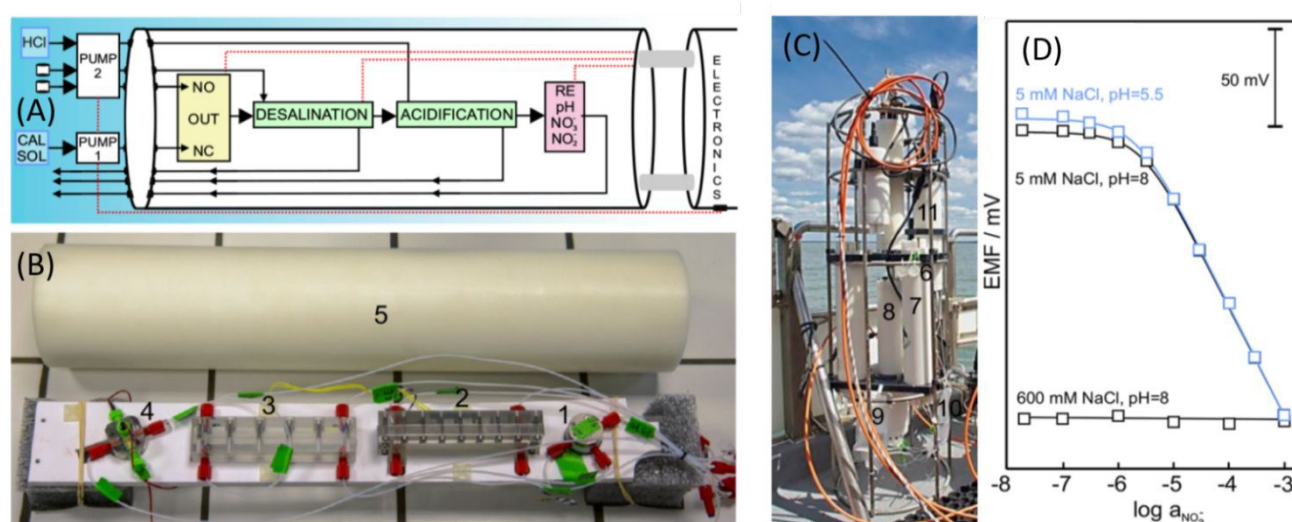 (A)
HCl
PUMP
2
CAL
SOL
PUMP
1
NO
OUT
NC
DESALINATION
ACIDIFICATION
RE
pH
NO₃⁻
NO₂⁻
ELECTRONICS
(B)
5
4
3
2
1
(C)
11
6
8
7
9
10
(D)
50 mV
5 mM NaCl, pH=5.5
5 mM NaCl, pH=8
600 mM NaCl, pH=8
EMF / mV
-7
-6
-5
-4
-3
log a NO₂⁻